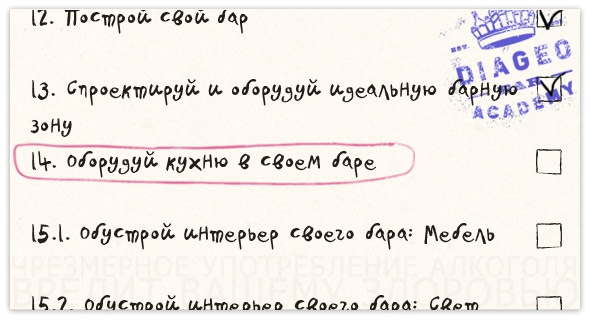 12. Построй свой бар
DIAGEO
BAR
ACADEMY
13. Спроектируй и оборудуй идеальную барную
зону
14. Оборудуй кухню в своем баре
15.1. Обустрой интерьер своего бара: Мебель
ЧРЕЗМЕРНОЕ УПОТРЕБЛЕНИЕ АЛКОГОЛЯ
ВРЕДИТ ВАШЕМУ ЗДОРОВЬЮ
15.2. Обустрой интерьер своего бара: Свет